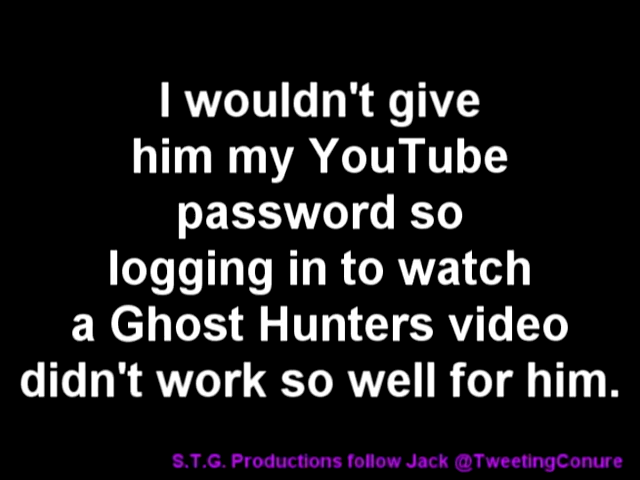 I wouldn't give
him my YouTube
password so
logging in to watch
a Ghost Hunters video
didn't work so well for him.
S.T.G. Productions follow Jack @TweetingConure